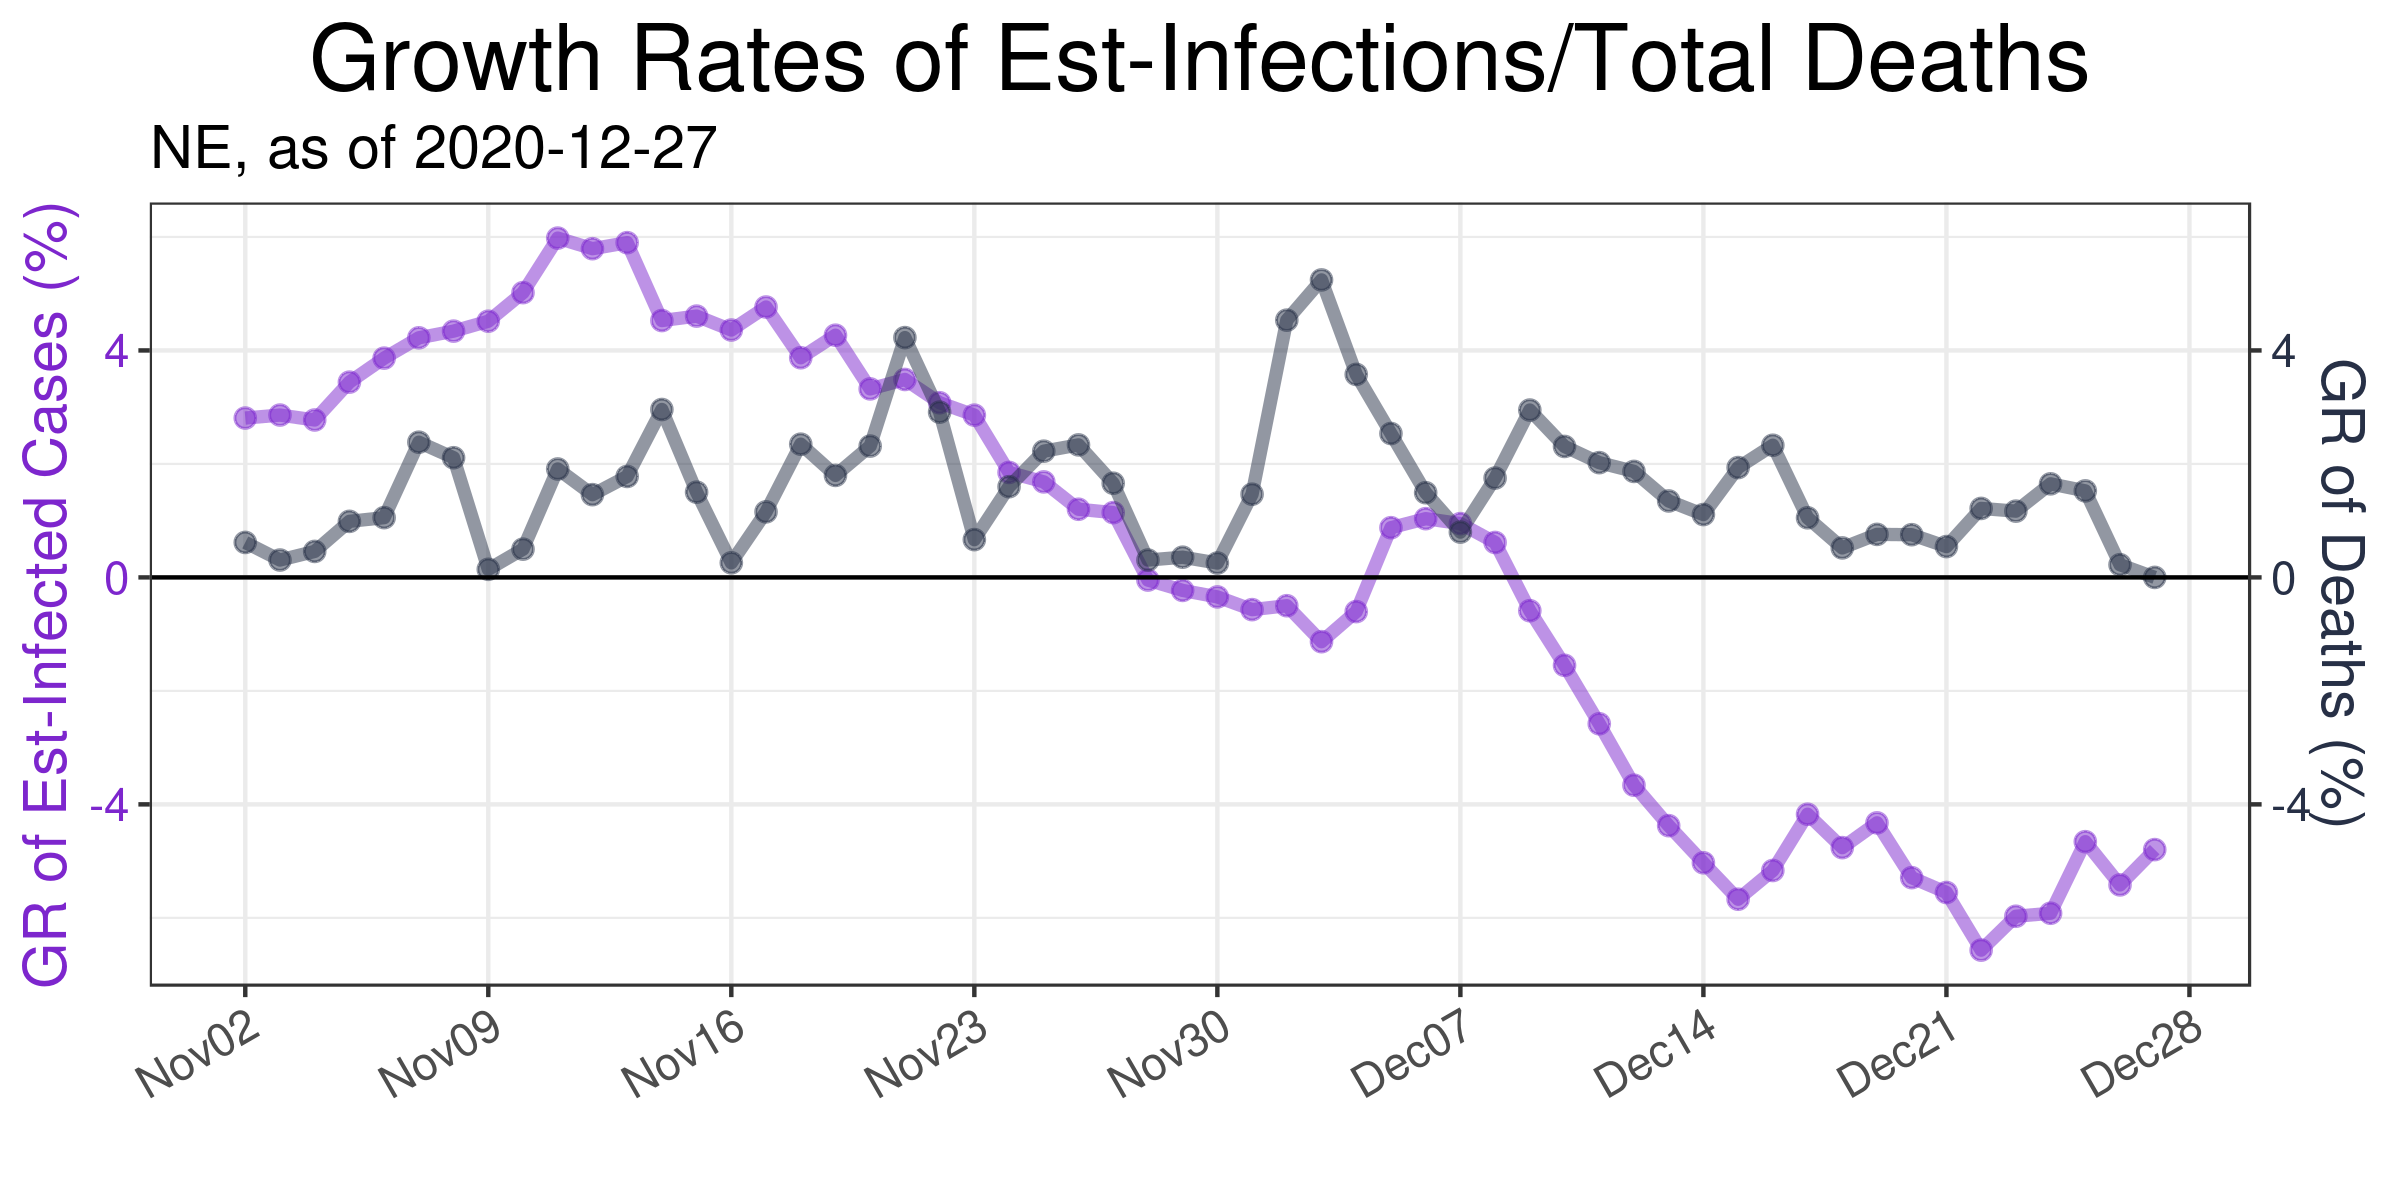 Growth Rates of Est-Infections/Total Deaths
NE, as of 2020-12-27
GR of Est-Infected Cases (%)
4
0
-4
4
0
-4
GR of Deaths (%)
Nov02
Nov09
Nov16
Nov23
Nov30
Dec07
Dec14
Dec21
Dec28